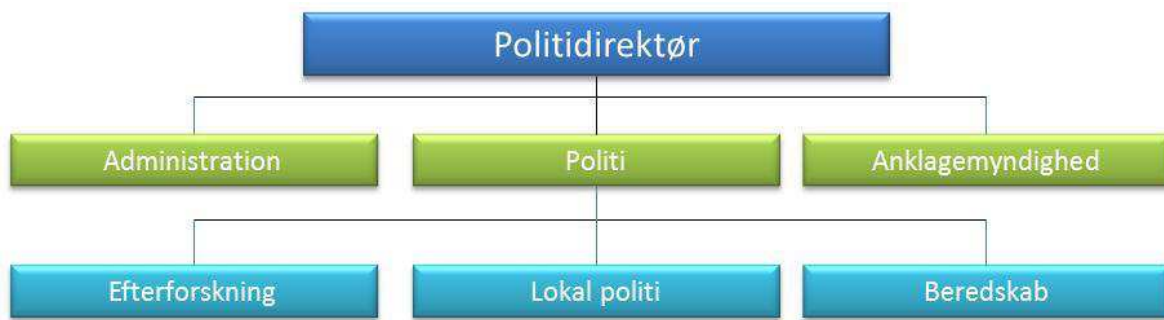 Politidirektør
Administration
Politi
Anklagemyndighed
Efterforskning
Lokal politi
Beredskab